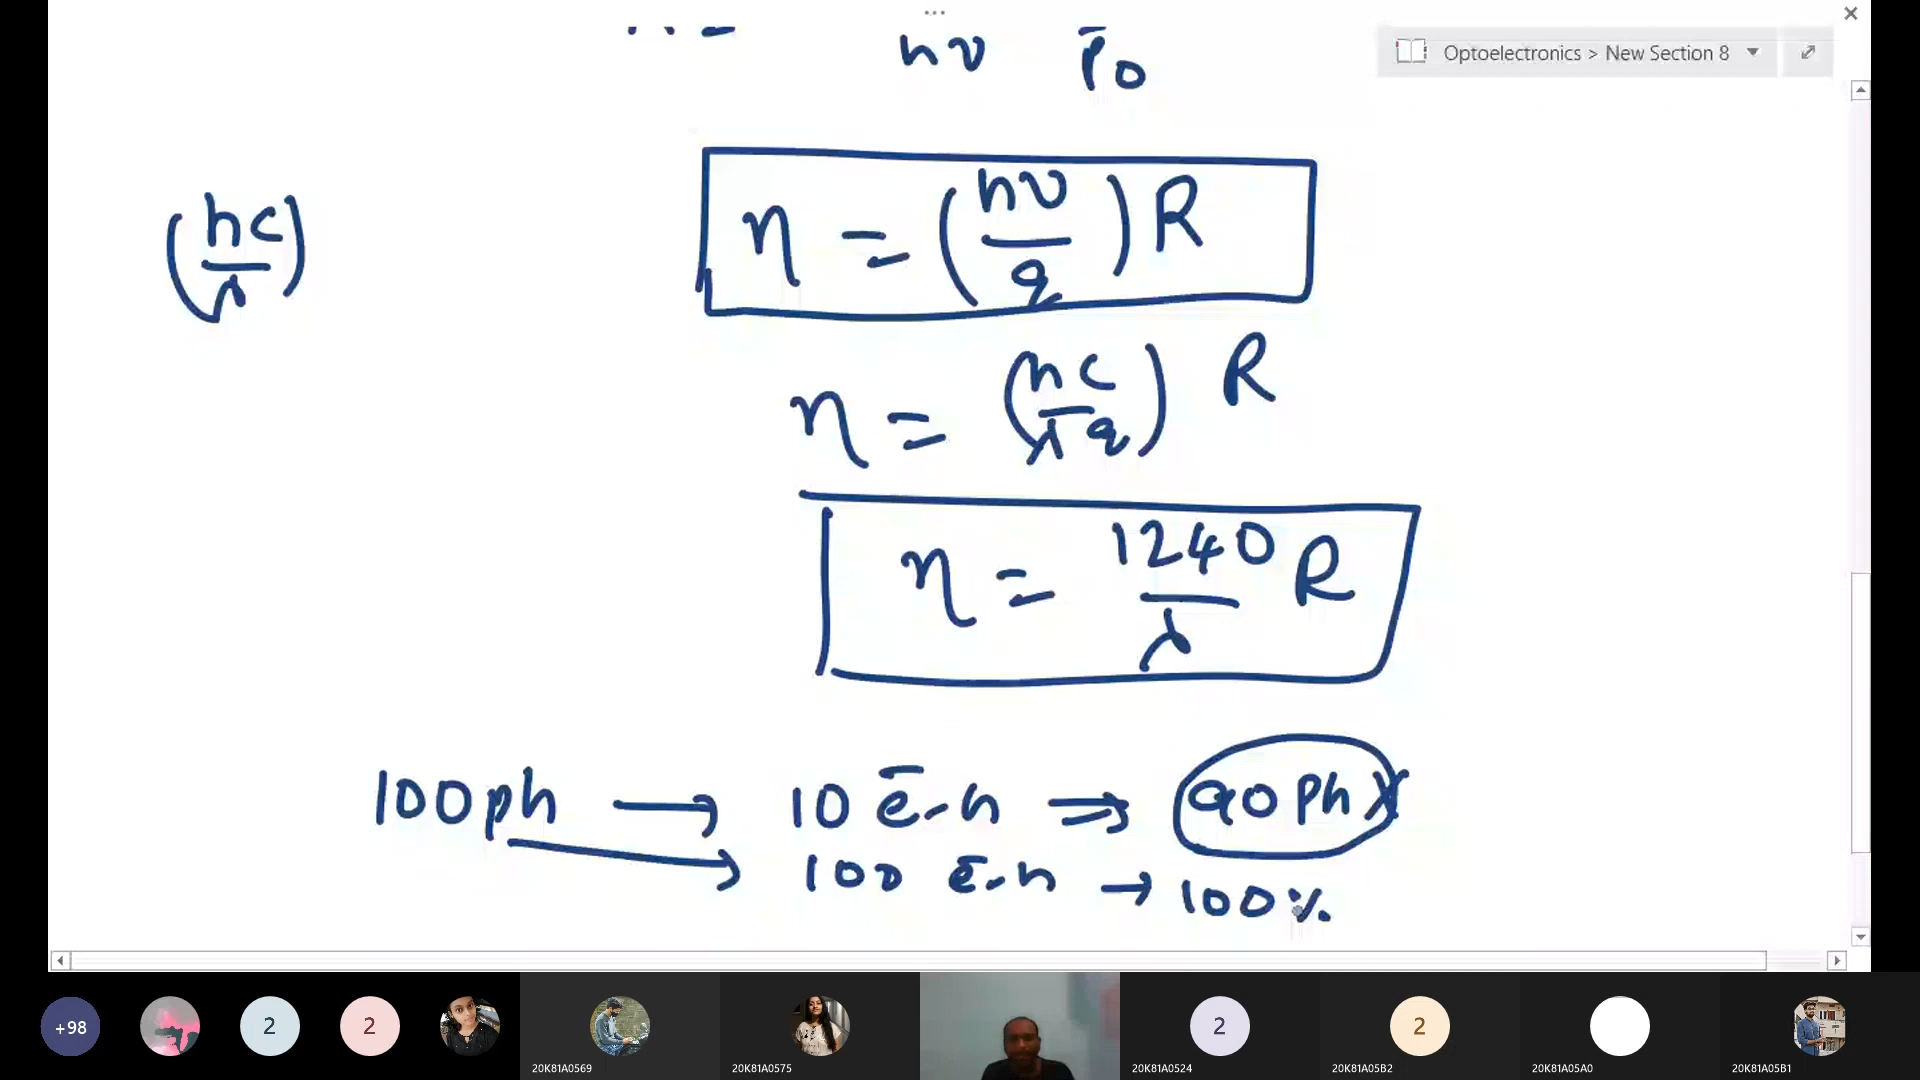 ...
Optoelectronics > New Section 8
hν P0
(hc/λ)
η = (hν/q) R
η = (hc/λq) R
η = 1240/λ R
100ph → 10 ē-h ⇒ 90 Ph X
→ 100 ē-h → 100%
+98
2
2
2
2
20K81A0569
20K81A0575
20K81A0524
20K81A05B2
20K81A05A0
20K81A05B1